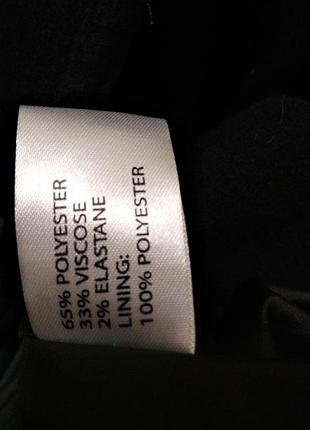 65% POLYESTER
33% VISCOSE
2% ELASTANE
LINING:
100% POLYESTER